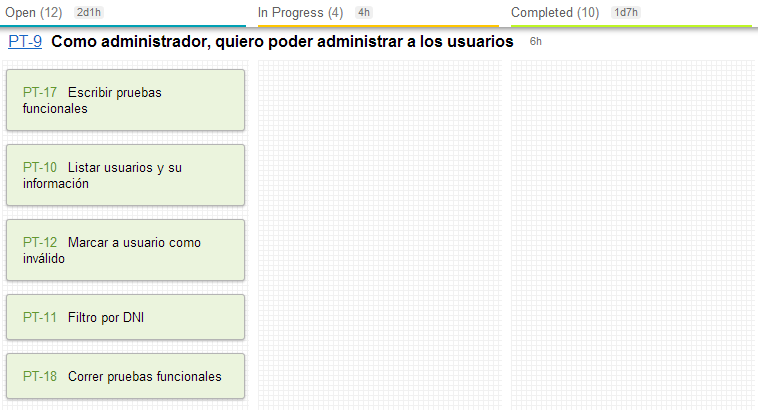 Open (12) 2d1h In Progress (4) 4h Completed (10) 1d7h
PT-9 Como administrador, quiero poder administrar a los usuarios 6h
PT-17 Escribir pruebas
funcionales
PT-10 Listar usuarios y su
información
PT-12 Marcar a usuario como
inválido
PT-11 Filtro por DNI
PT-18 Correr pruebas funcionales